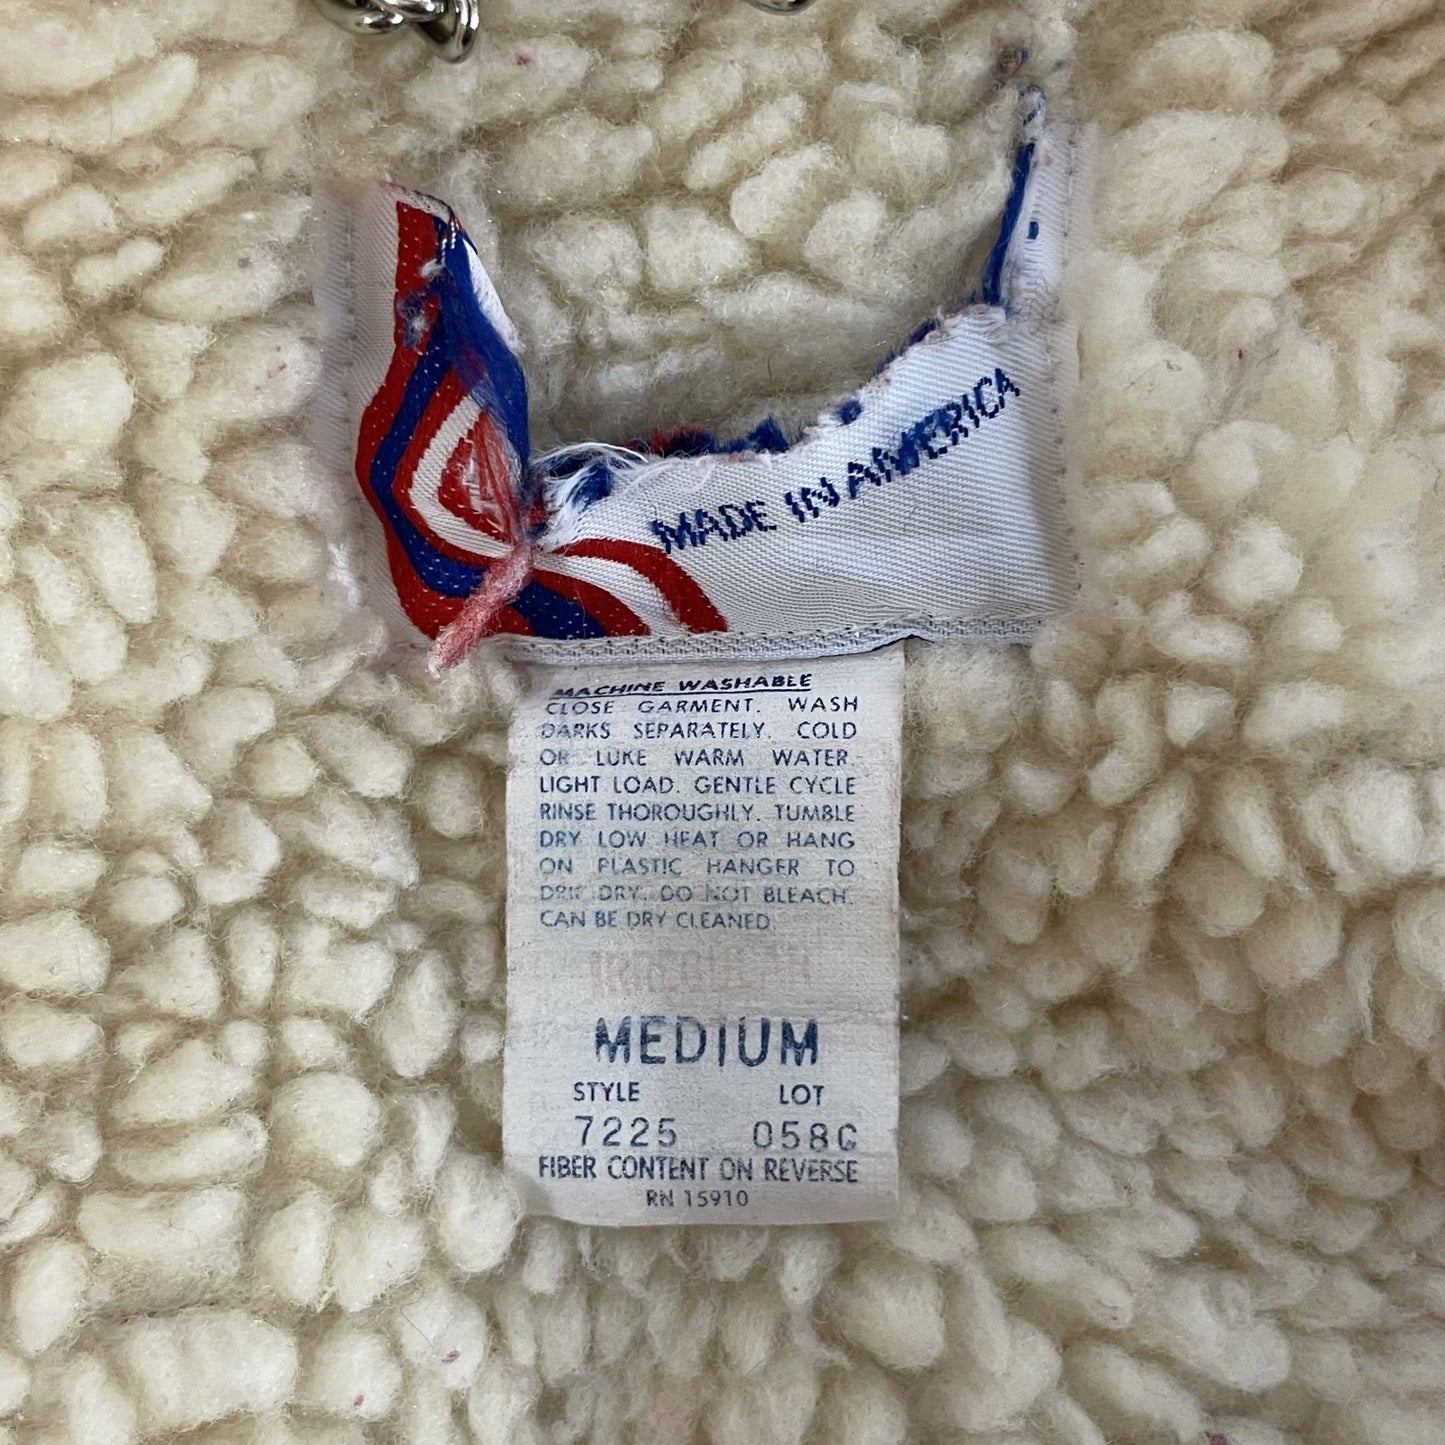 MADE IN AMERICA
MACHINE WASHABLE
CLOSE GARMENT. WASH
DARKS SEPARATELY. COLD
OR LUKE WARM WATER.
LIGHT LOAD. GENTLE CYCLE
RINSE THOROUGHLY. TUMBLE
DRY LOW HEAT OR HANG
ON PLASTIC HANGER TO
DRIP DRY. DO NOT BLEACH.
CAN BE DRY CLEANED.
IRREGULAR
MEDIUM
STYLE LOT
7225 058C
FIBER CONTENT ON REVERSE
RN 15910